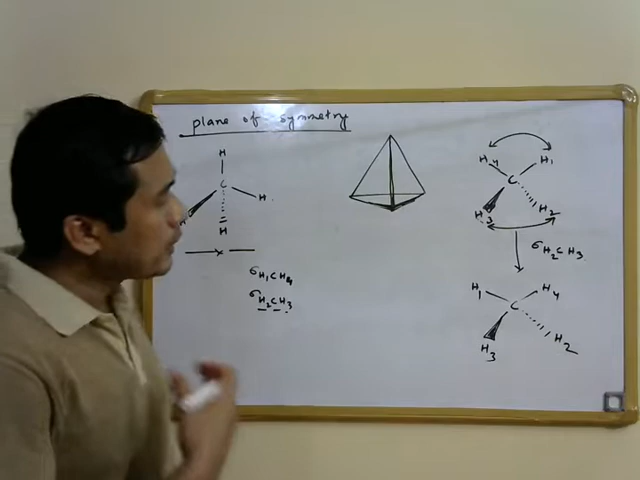 plane of symmetry
H
C
H
H
H
σH₁CH₄
σH₂CH₃
H₄ H₁
C
H₃ H₂
σH₂CH₃
H₁ H₄
C
H₃ H₂